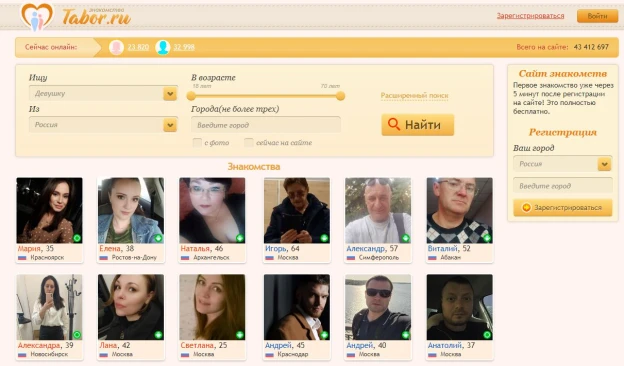 знакомства
Tabor.ru
Зарегистрироваться
Войти
Сейчас онлайн:
Всего на сайте: 43 412 697
Ищу
Девушку
В возрасте
18 лет
70 лет
Из
Россия
Города(не более трех)
Введите город
с фото
сейчас на сайте
Расширенный поиск
Найти
Сайт знакомств
Первое знакомство уже через
5 минут после регистрации
на сайте! Это полностью
бесплатно.
Регистрация
Ваш город
Россия
Введите город
Зарегистрироваться
Знакомства
Мария, 35
Красноярск
Елена, 38
Ростов-на-Дону
Наталья, 46
Архангельск
Игорь, 64
Москва
Александр, 57
Симферополь
Виталий, 52
Абакан
Александра, 39
Новосибирск
Лана, 42
Москва
Светлана, 25
Москва
Андрей, 45
Краснодар
Андрей, 40
Москва
Анатолий, 37
Москва